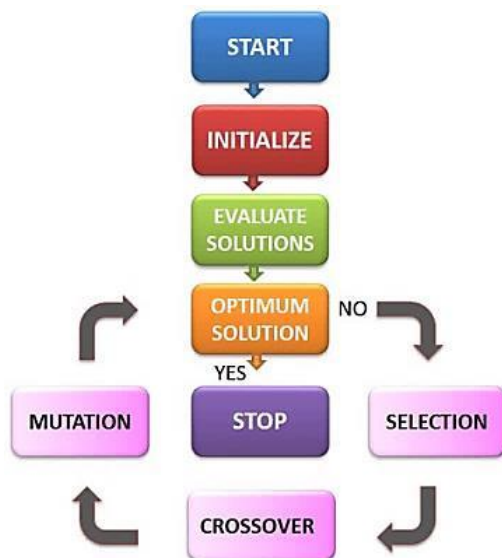 START
INITIALIZE
EVALUATE
SOLUTIONS
OPTIMUM
SOLUTION
NO
YES
MUTATION
STOP
SELECTION
CROSSOVER